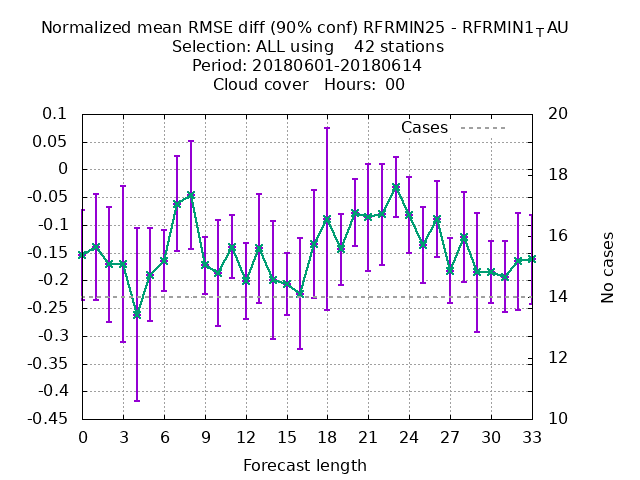 Normalized mean RMSE diff (90% conf) RFRMIN25 - RFRMIN1_TAU
Selection: ALL using    42 stations
Period: 20180601-20180614
Cloud cover   Hours:  00
0.1
0.05
0
-0.05
-0.1
-0.15
-0.2
-0.25
-0.3
-0.35
-0.4
-0.45
20
18
16
14
12
10
Cases
No cases
0 3 6 9 12 15 18 21 24 27 30 33
Forecast length